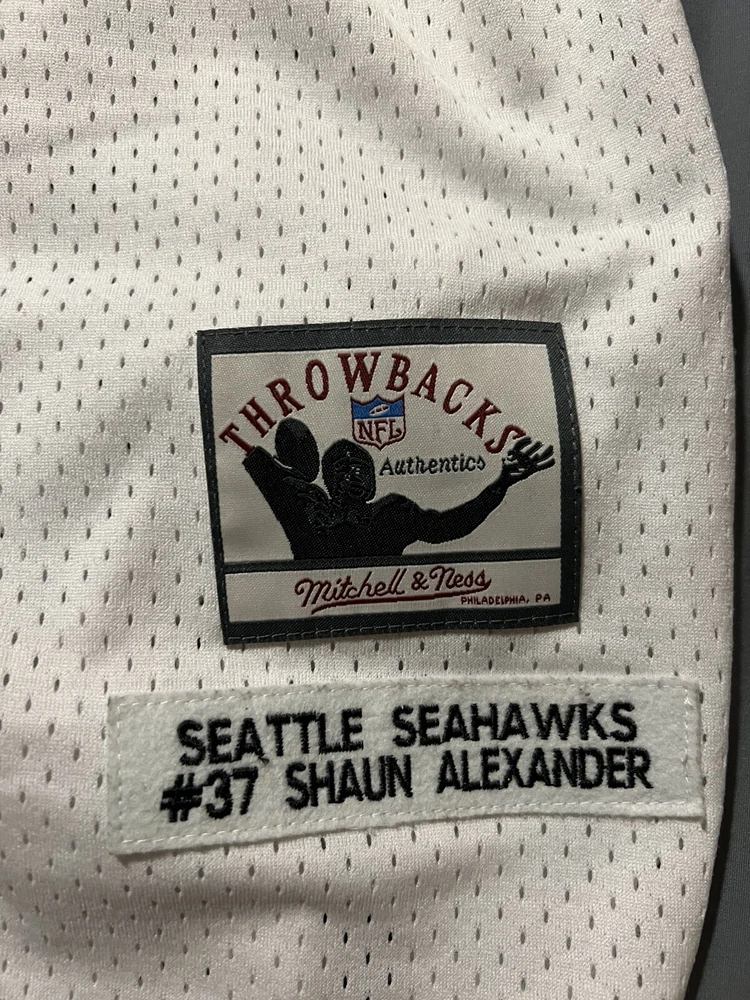 THROWBACKS
NFL
Authentics
Mitchell & Ness
PHILADELPHIA, PA
SEATTLE SEAHAWKS
#37 SHAUN ALEXANDER